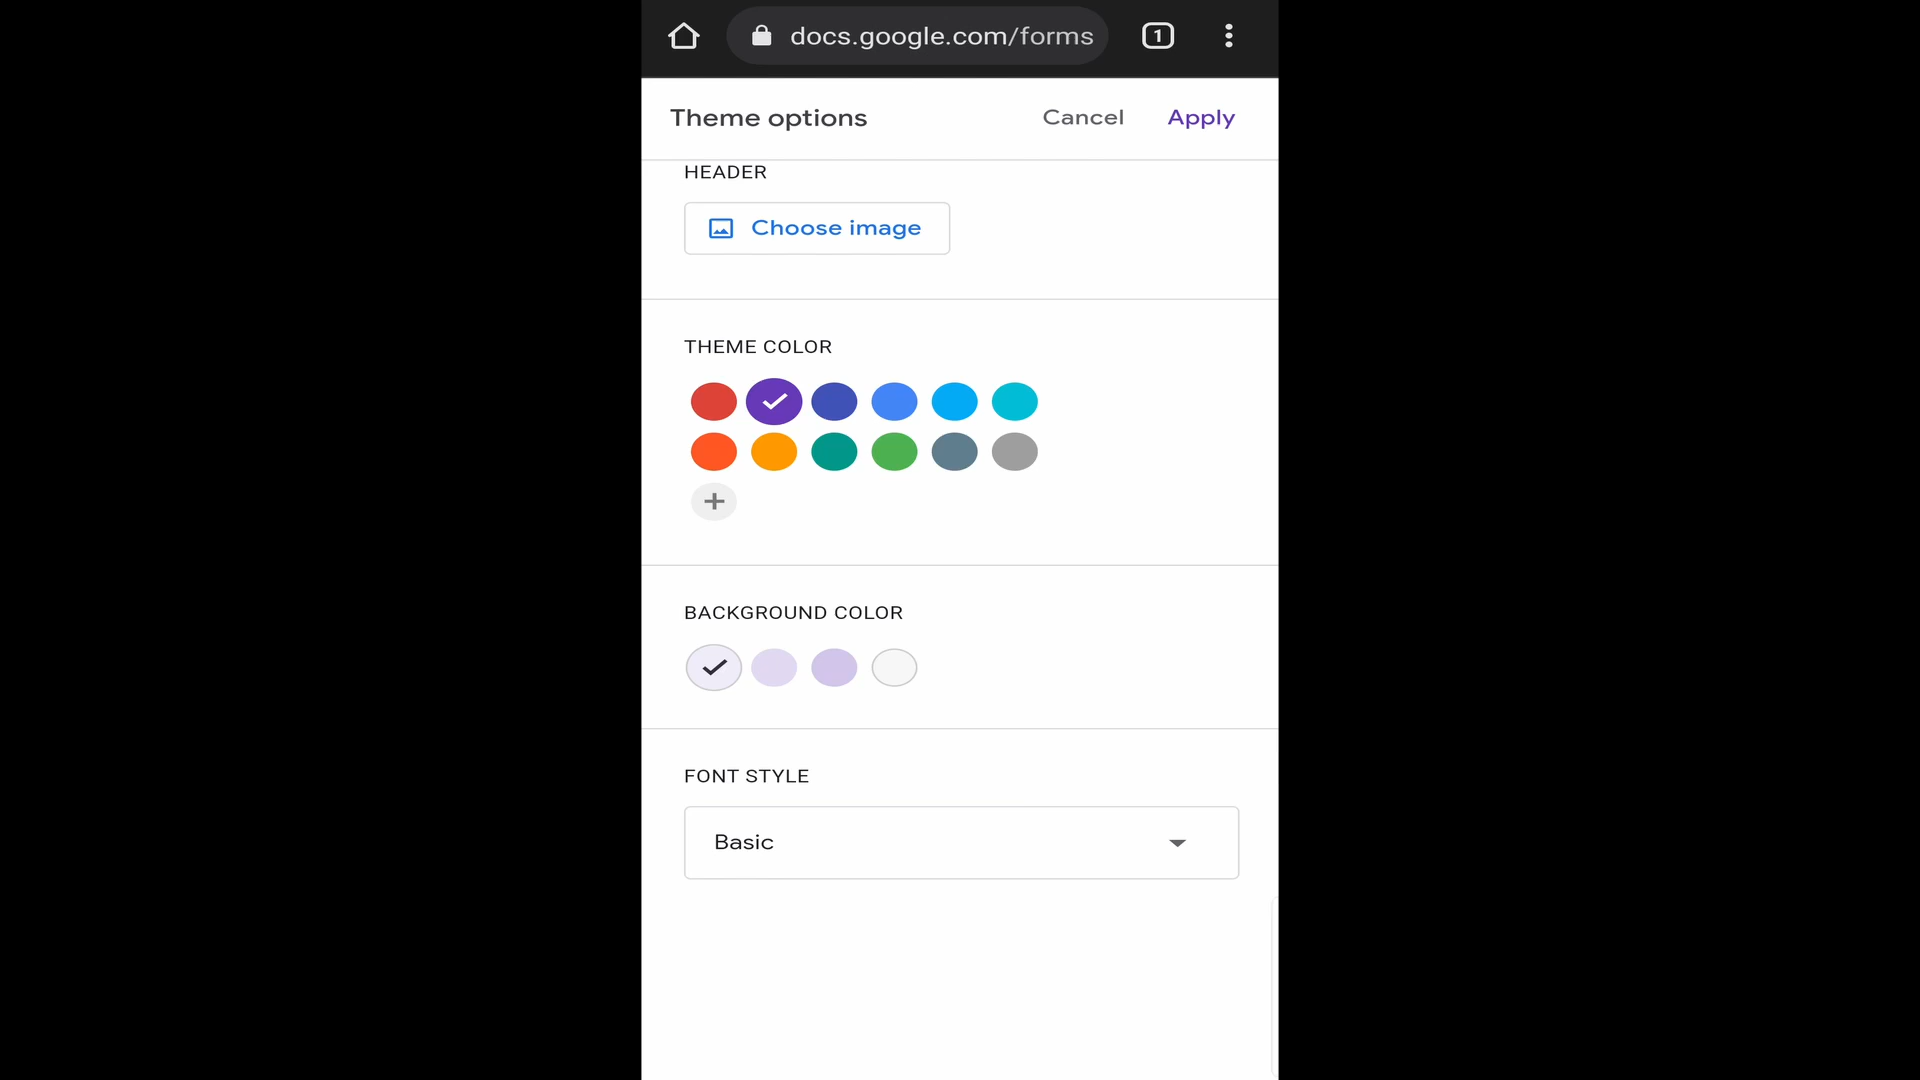 docs.google.com/forms
1
Theme options
Cancel
Apply
HEADER
Choose image
THEME COLOR
BACKGROUND COLOR
FONT STYLE
Basic